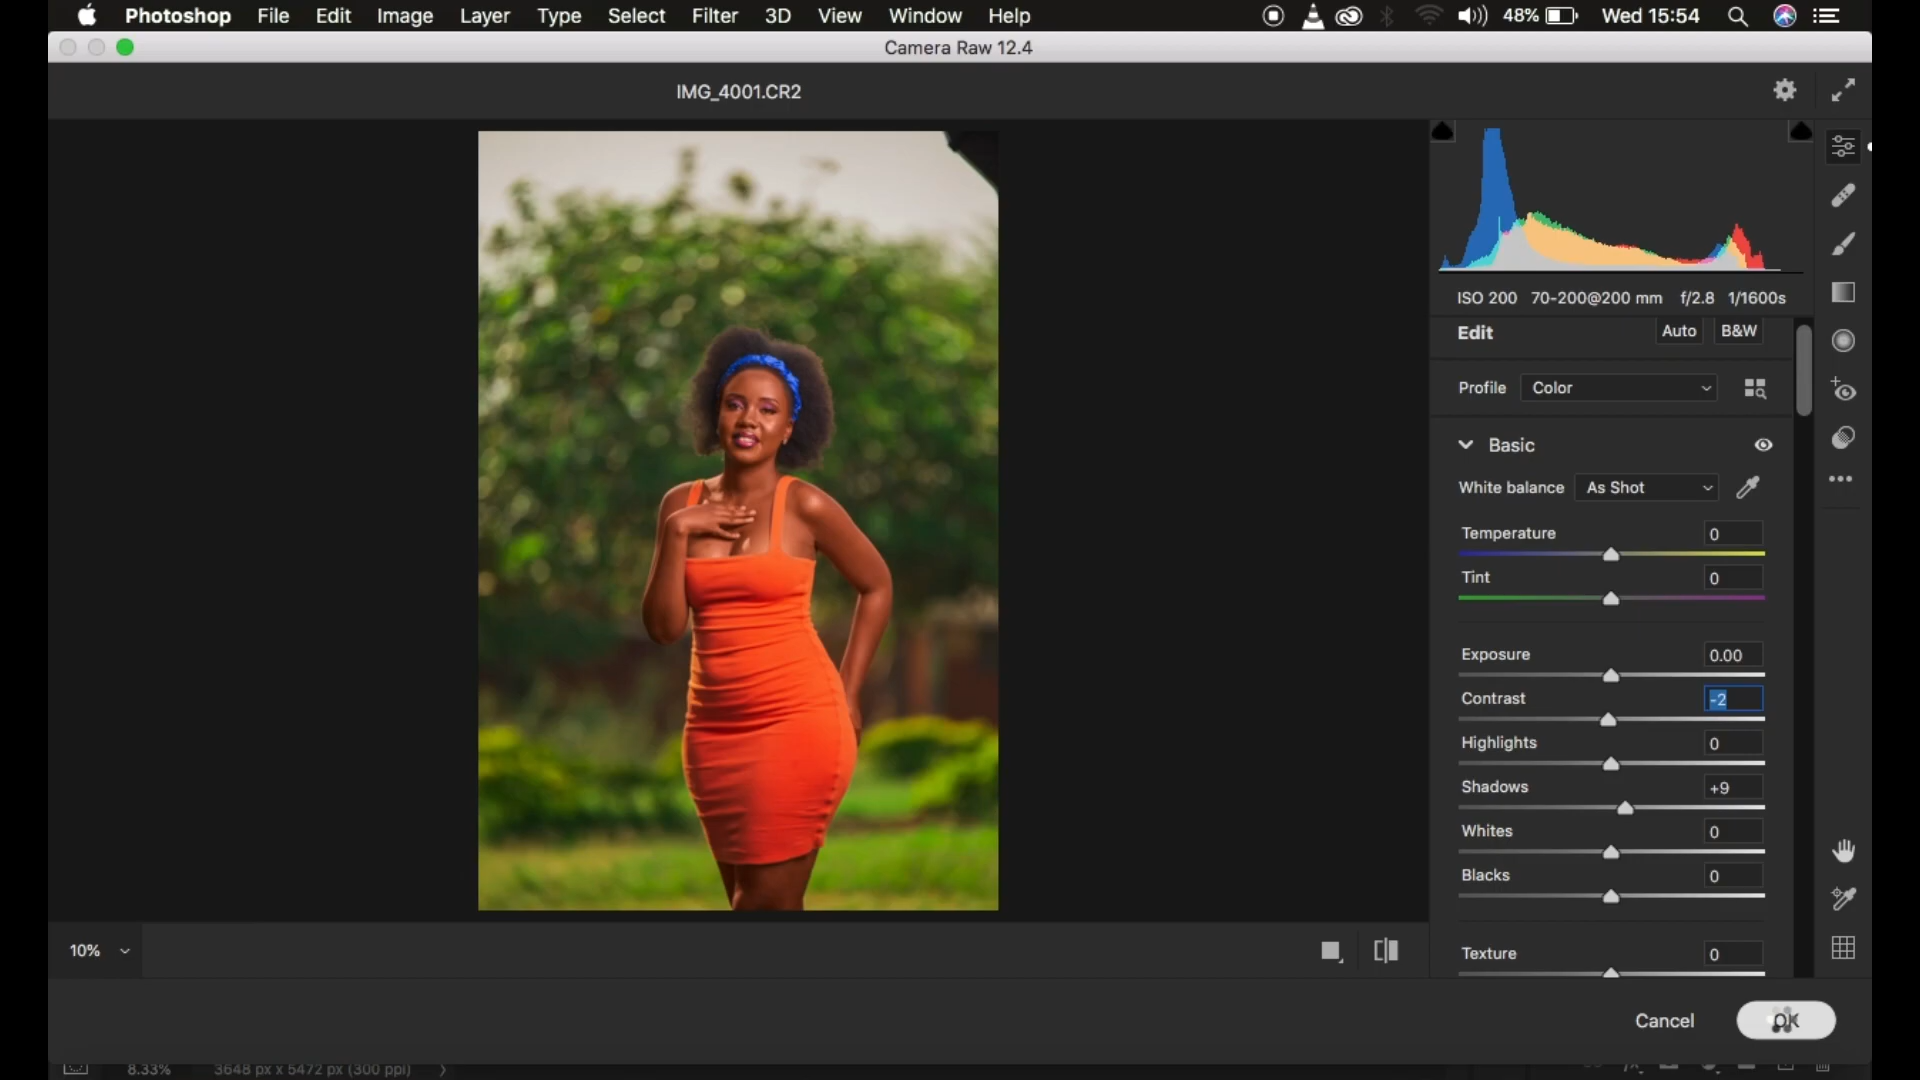 Photoshop File Edit Image Layer Type Select Filter 3D View Window Help 48% Wed 15:54
Camera Raw 12.4
IMG_4001.CR2
ISO 200 70-200@200 mm f/2.8 1/1600s
Edit Auto B&W
Profile Color
Basic
White balance As Shot
Temperature 0
Tint 0
Exposure 0.00
Contrast -2
Highlights 0
Shadows +9
Whites 0
Blacks 0
Texture 0
10%
Cancel OK
8.33% 3648 px x 5472 px (300 ppi)